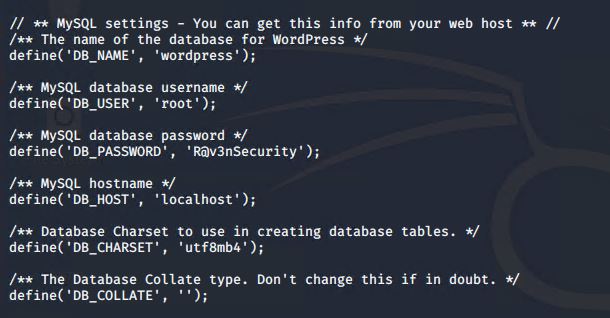 // ** MySQL settings - You can get this info from your web host ** //
/** The name of the database for WordPress */
define('DB_NAME', 'wordpress');
/** MySQL database username */
define('DB_USER', 'root');
/** MySQL database password */
define('DB_PASSWORD', 'R@v3nSecurity');
/** MySQL hostname */
define('DB_HOST', 'localhost');
/** Database Charset to use in creating database tables. */
define('DB_CHARSET', 'utf8mb4');
/** The Database Collate type. Don't change this if in doubt. */
define('DB_COLLATE', '');